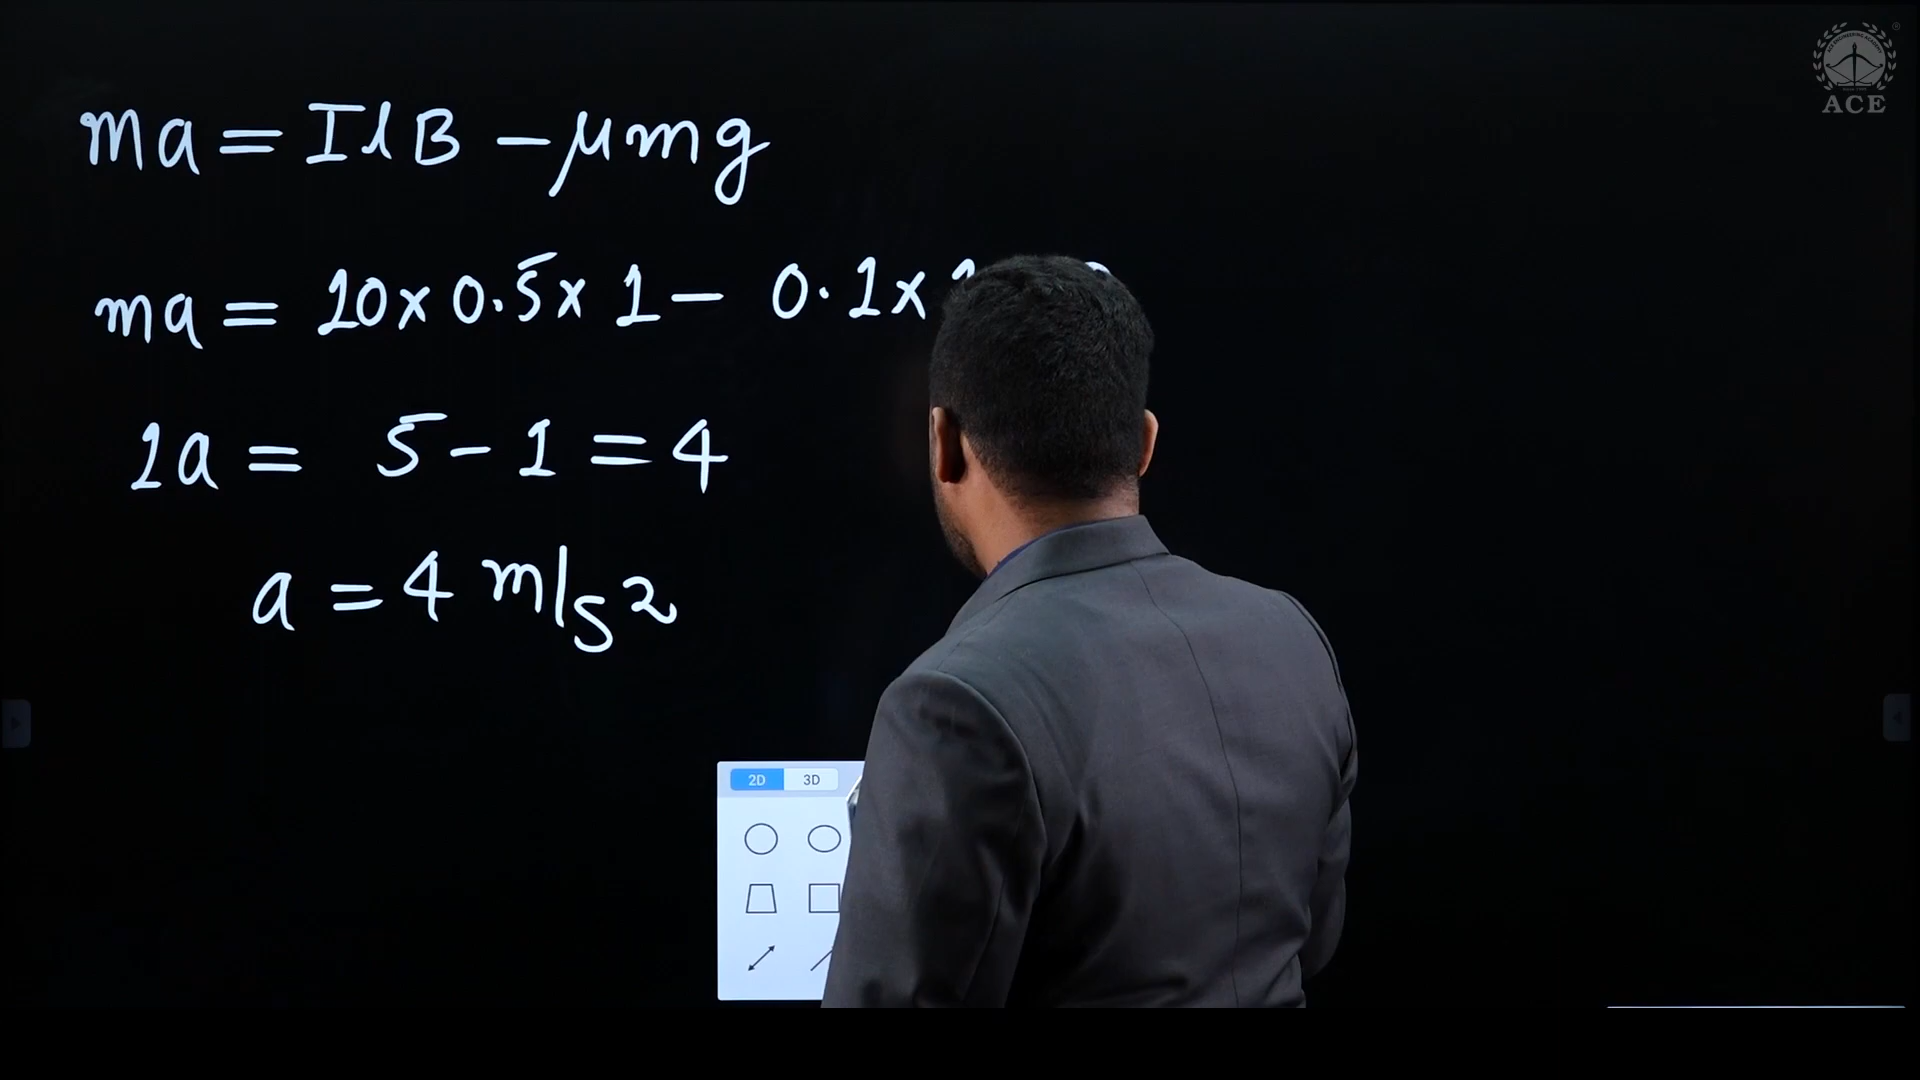 ma = IlB - μmg
ma = 10 x 0.5 x 1 - 0.1 x
1a = 5 - 1 = 4
a = 4 m/s2
2D 3D
ACE